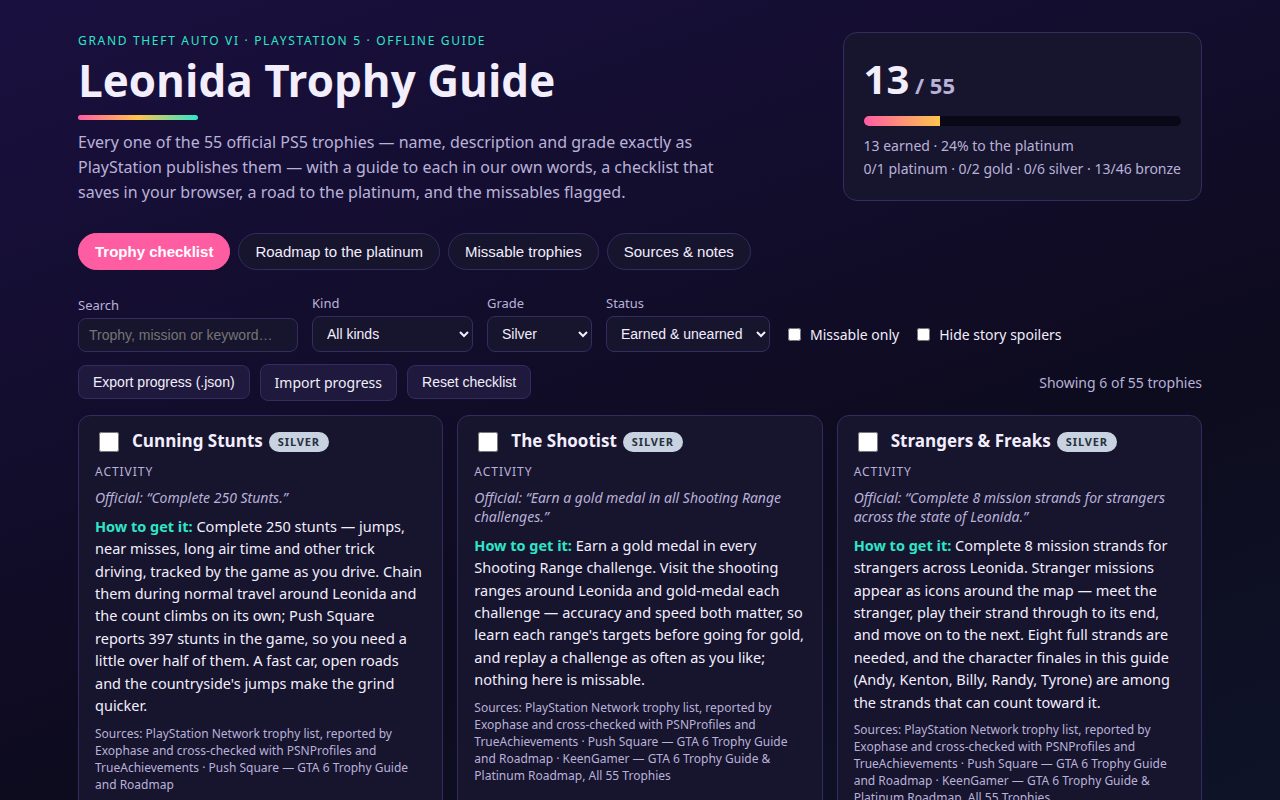 GRAND THEFT AUTO VI · PLAYSTATION 5 · OFFLINE GUIDE
Leonida Trophy Guide
Every one of the 55 official PS5 trophies — name, description and grade exactly as
PlayStation publishes them — with a guide to each in our own words, a checklist that
saves in your browser, a road to the platinum, and the missables flagged.
13 / 55
13 earned · 24% to the platinum
0/1 platinum · 0/2 gold · 0/6 silver · 13/46 bronze
Trophy checklist
Roadmap to the platinum
Missable trophies
Sources & notes
Search
Trophy, mission or keyword…
Kind
All kinds
Grade
Silver
Status
Earned & unearned
Missable only
Hide story spoilers
Export progress (.json)
Import progress
Reset checklist
Showing 6 of 55 trophies
Cunning Stunts SILVER
ACTIVITY
Official: “Complete 250 Stunts.”
How to get it: Complete 250 stunts — jumps,
near misses, long air time and other trick
driving, tracked by the game as you drive. Chain
them during normal travel around Leonida and
the count climbs on its own; Push Square
reports 397 stunts in the game, so you need a
little over half of them. A fast car, open roads
and the countryside's jumps make the grind
quicker.
Sources: PlayStation Network trophy list, reported by
Exophase and cross-checked with PSNProfiles and
TrueAchievements · Push Square — GTA 6 Trophy Guide
and Roadmap
The Shootist SILVER
ACTIVITY
Official: “Earn a gold medal in all Shooting Range
challenges.”
How to get it: Earn a gold medal in every
Shooting Range challenge. Visit the shooting
ranges around Leonida and gold-medal each
challenge — accuracy and speed both matter, so
learn each range's targets before going for gold,
and replay a challenge as often as you like;
nothing here is missable.
Sources: PlayStation Network trophy list, reported by
Exophase and cross-checked with PSNProfiles and
TrueAchievements · Push Square — GTA 6 Trophy Guide
and Roadmap · KeenGamer — GTA 6 Trophy Guide &
Platinum Roadmap, All 55 Trophies
Strangers & Freaks SILVER
ACTIVITY
Official: “Complete 8 mission strands for strangers
across the state of Leonida.”
How to get it: Complete 8 mission strands for
strangers across Leonida. Stranger missions
appear as icons around the map — meet the
stranger, play their strand through to its end,
and move on to the next. Eight full strands are
needed, and the character finales in this guide
(Andy, Kenton, Billy, Randy, Tyrone) are among
the strands that can count toward it.
Sources: PlayStation Network trophy list, reported by
Exophase and cross-checked with PSNProfiles and
TrueAchievements · Push Square — GTA 6 Trophy Guide
and Roadmap · KeenGamer — GTA 6 Trophy Guide &
Platinum Roadmap, All 55 Trophies